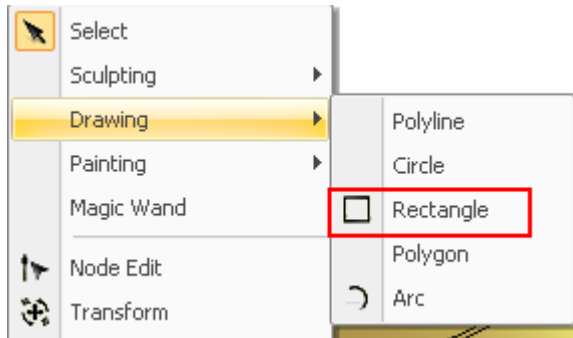 Select
Sculpting
Drawing
Painting
Magic Wand
Node Edit
Transform
Polyline
Circle
Rectangle
Polygon
Arc